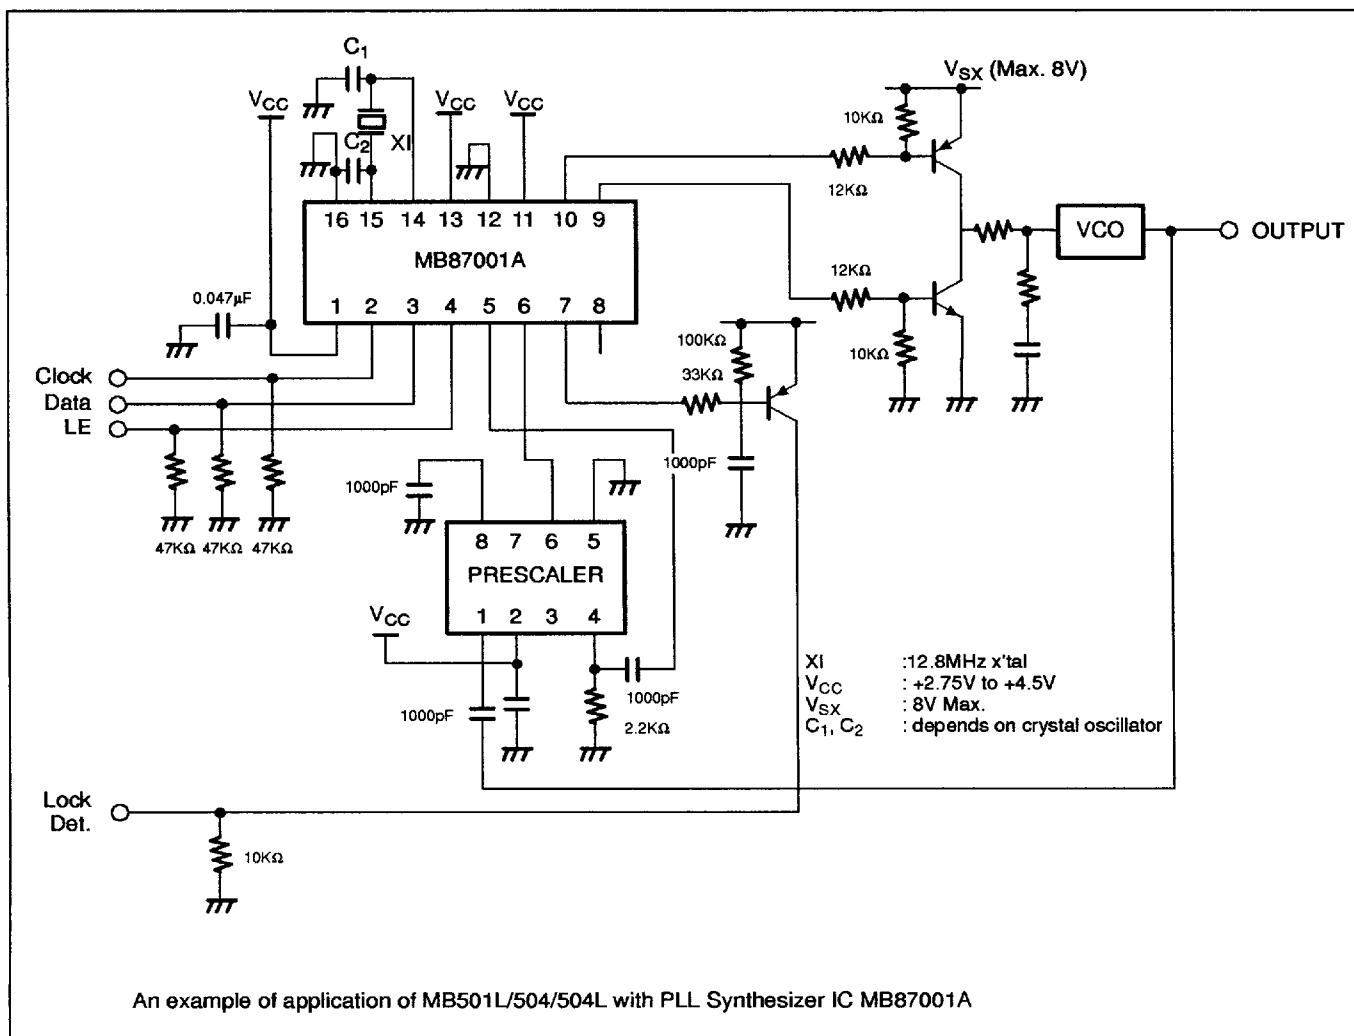 C1
VSX (Max. 8V)
VCC
VCC
VCC
10KΩ
C2
XI
12KΩ
16 15 14 13 12 11 10 9
MB87001A
1 2 3 4 5 6 7 8
VCO
OUTPUT
12KΩ
0.047µF
10KΩ
100KΩ
33KΩ
Clock
Data
LE
1000pF
1000pF
47KΩ 47KΩ 47KΩ
8 7 6 5
PRESCALER
1 2 3 4
VCC
1000pF
1000pF
2.2KΩ
XI :12.8MHz x'tal
VCC : +2.75V to +4.5V
VSX : 8V Max.
C1, C2 : depends on crystal oscillator
Lock
Det.
10KΩ
An example of application of MB501L/504/504L with PLL Synthesizer IC MB87001A